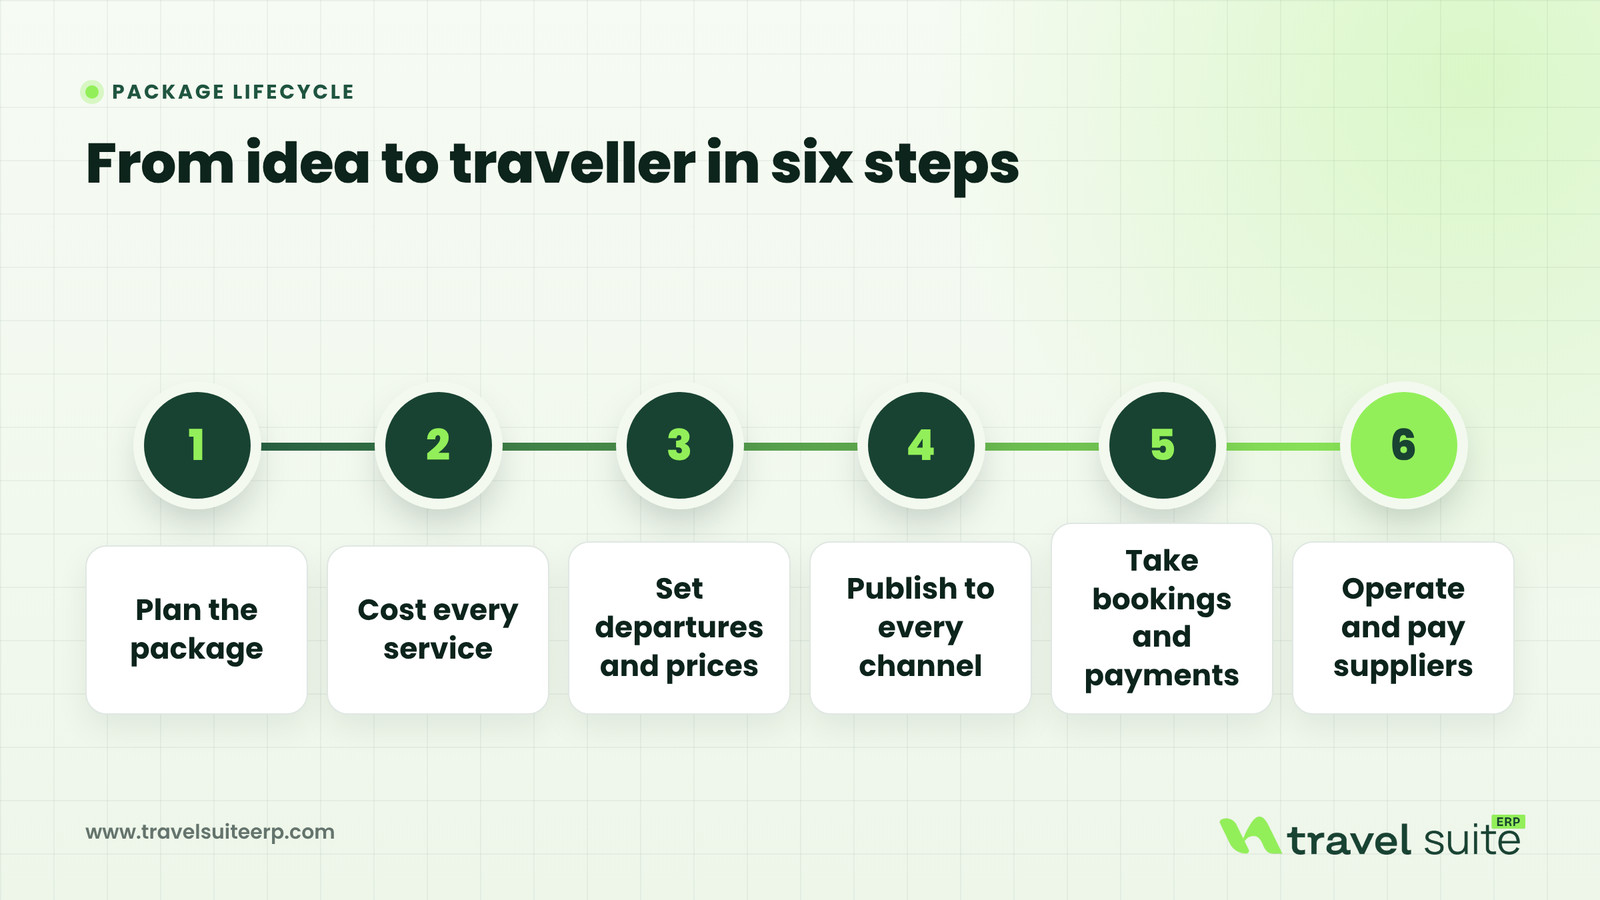 PACKAGE LIFECYCLE
From idea to traveller in six steps
1
2
3
4
5
6
Plan the
package
Cost every
service
Set
departures
and prices
Publish to
every
channel
Take
bookings
and
payments
Operate
and pay
suppliers
www.travelsuiteerp.com
travel suite ERP